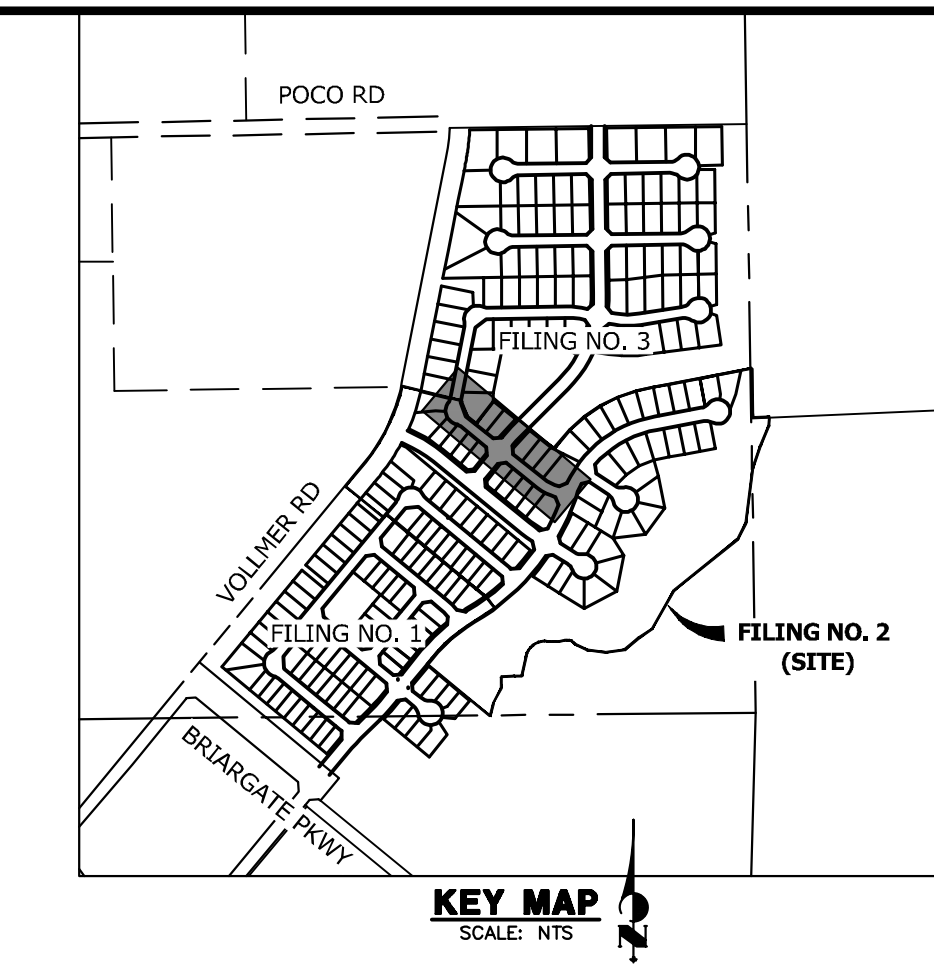 POCO RD
FILING NO. 3
VOLLMER RD
FILING NO. 1
FILING NO. 2
(SITE)
BRIARGATE PKWY
KEY MAP
SCALE: NTS
N